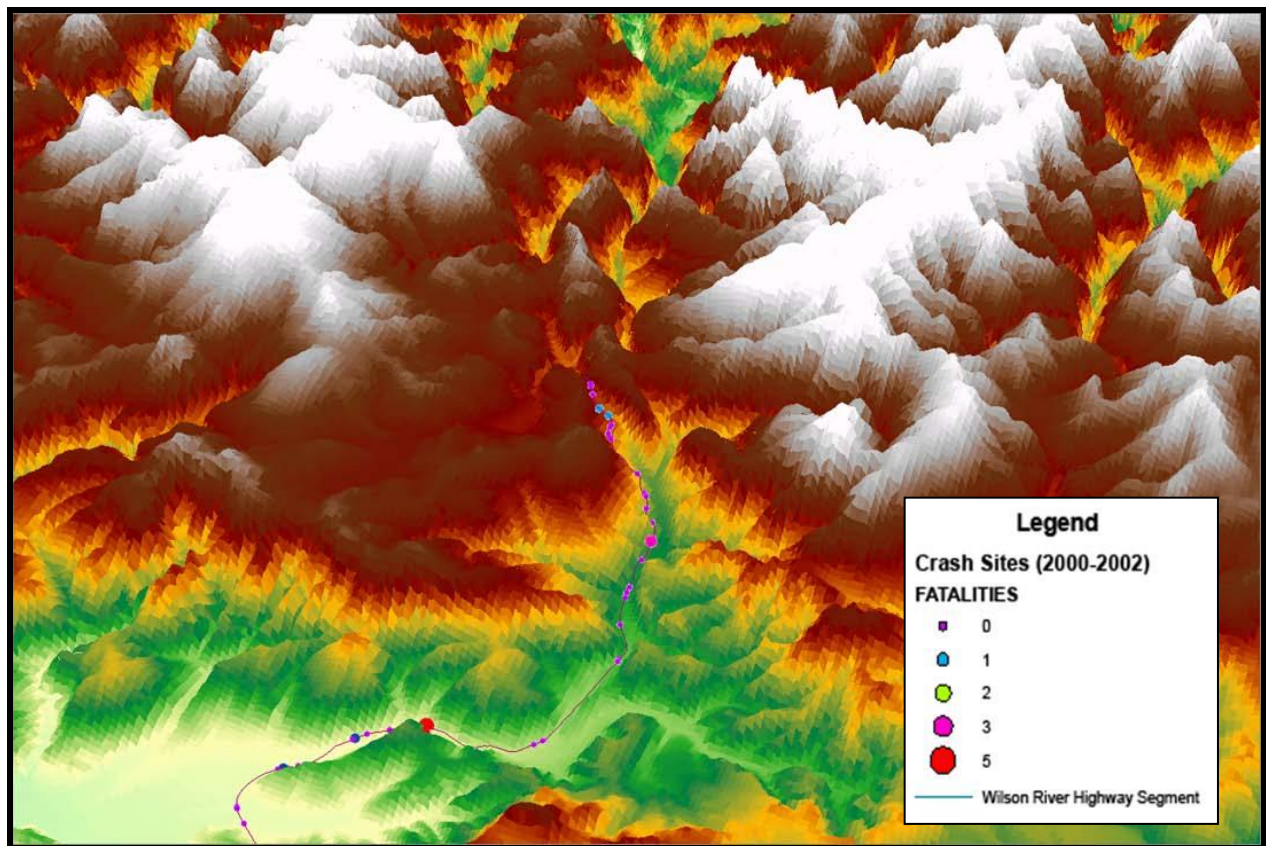 Legend
Crash Sites (2000-2002)
FATALITIES
0
1
2
3
5
Wilson River Highway Segment